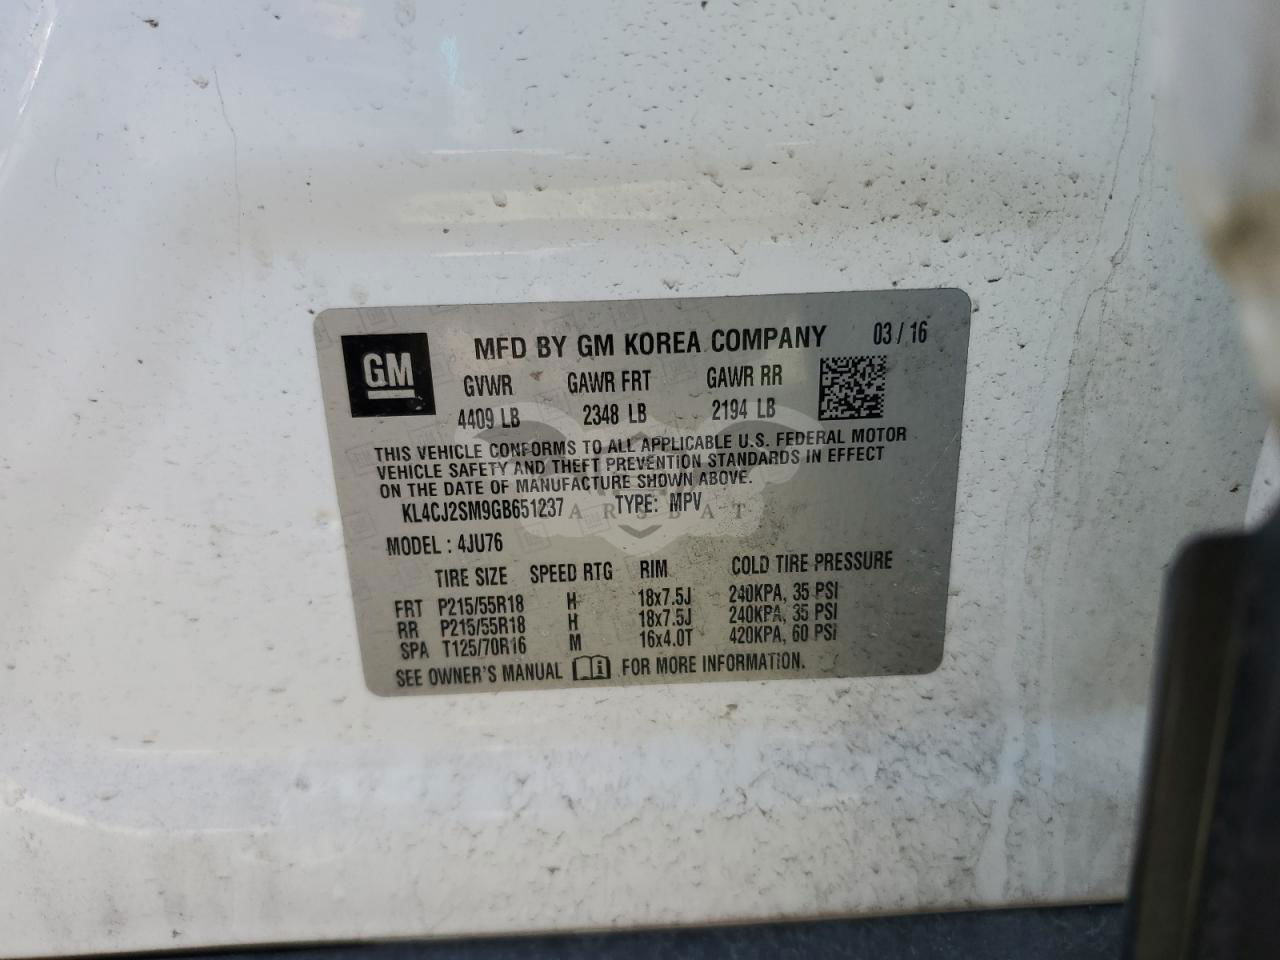 GM
MFD BY GM KOREA COMPANY 03 / 16
GVWR GAWR FRT GAWR RR
4409 LB 2348 LB 2194 LB
THIS VEHICLE CONFORMS TO ALL APPLICABLE U.S. FEDERAL MOTOR
VEHICLE SAFETY AND THEFT PREVENTION STANDARDS IN EFFECT
ON THE DATE OF MANUFACTURE SHOWN ABOVE.
KL4CJ2SM9GB651237 TYPE: MPV
MODEL : 4JU76
TIRE SIZE SPEED RTG RIM COLD TIRE PRESSURE
FRT P215/55R18 H 18x7.5J 240KPA, 35 PSI
RR P215/55R18 H 18x7.5J 240KPA, 35 PSI
SPA T125/70R16 M 16x4.0T 420KPA, 60 PSI
SEE OWNER'S MANUAL FOR MORE INFORMATION.